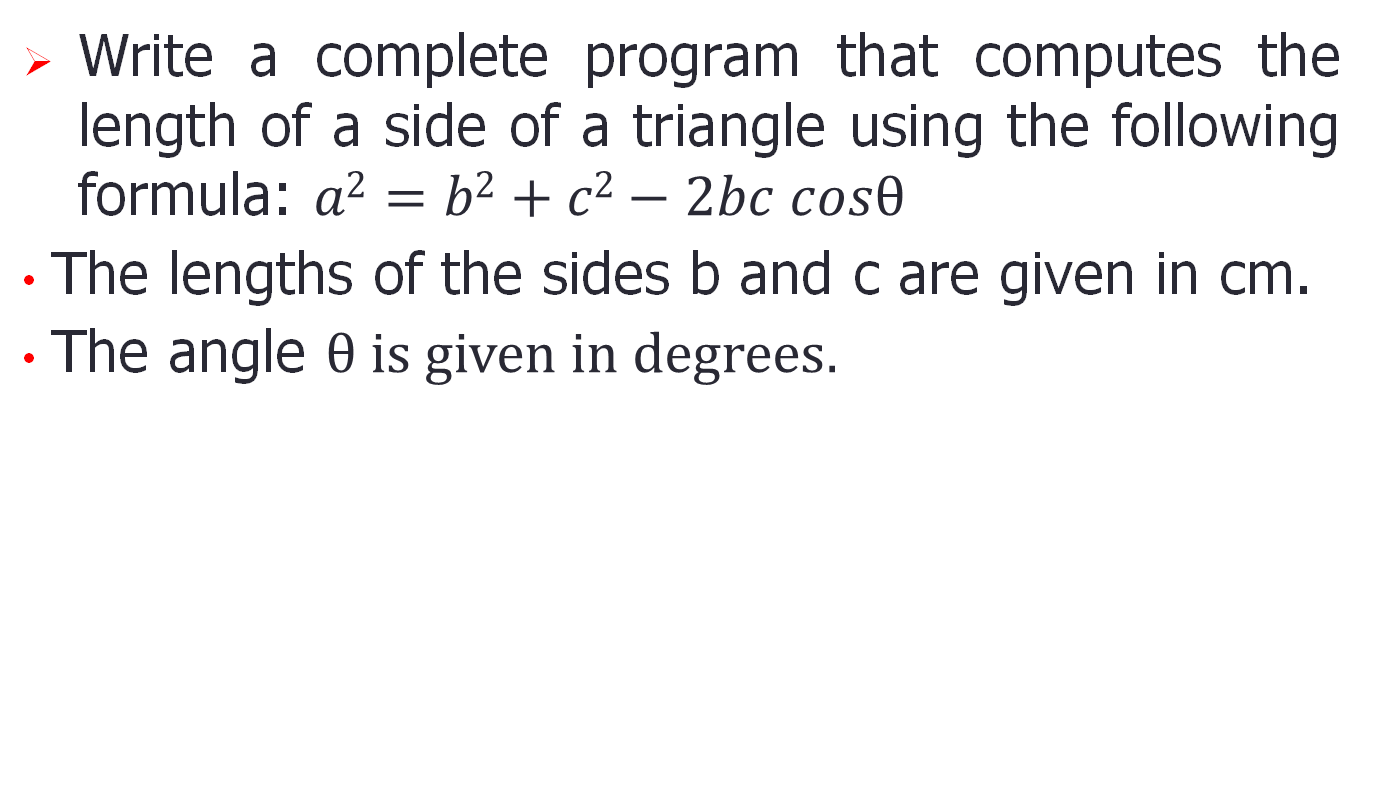 ➢ Write a complete program that computes the
length of a side of a triangle using the following
formula: a² = b² + c² − 2bc cosθ
• The lengths of the sides b and c are given in cm.
• The angle θ is given in degrees.